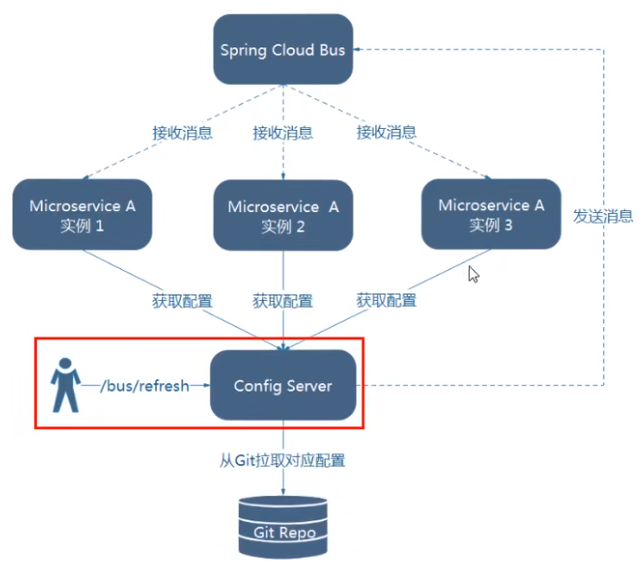 Spring Cloud Bus
接收消息
接收消息
接收消息
Microservice A
实例 1
Microservice A
实例 2
Microservice A
实例 3
发送消息
获取配置
获取配置
获取配置
/bus/refresh
Config Server
从Git拉取对应配置
Git Repo